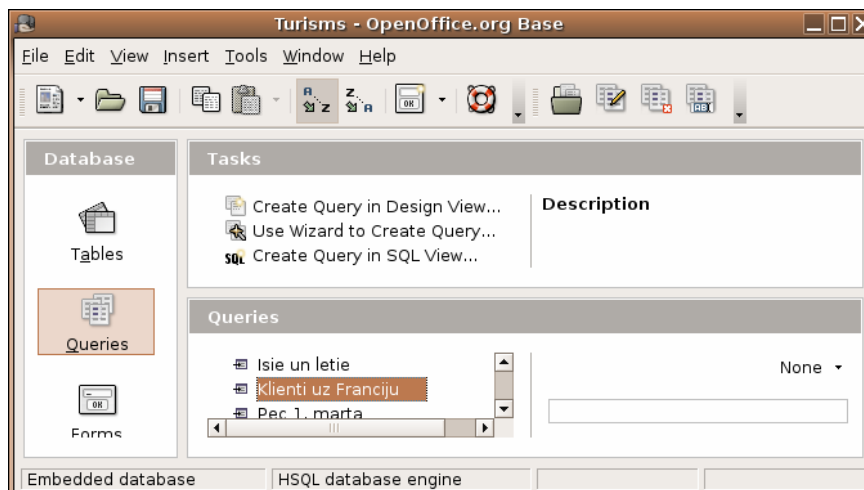 Turisms - OpenOffice.org Base
File Edit View Insert Tools Window Help
Database
Tables
Queries
Forms
Tasks
Create Query in Design View...
Use Wizard to Create Query...
SQL Create Query in SQL View...
Description
Queries
Isie un letie
Klienti uz Franciju
Pec 1. marta
None
Embedded database
HSQL database engine